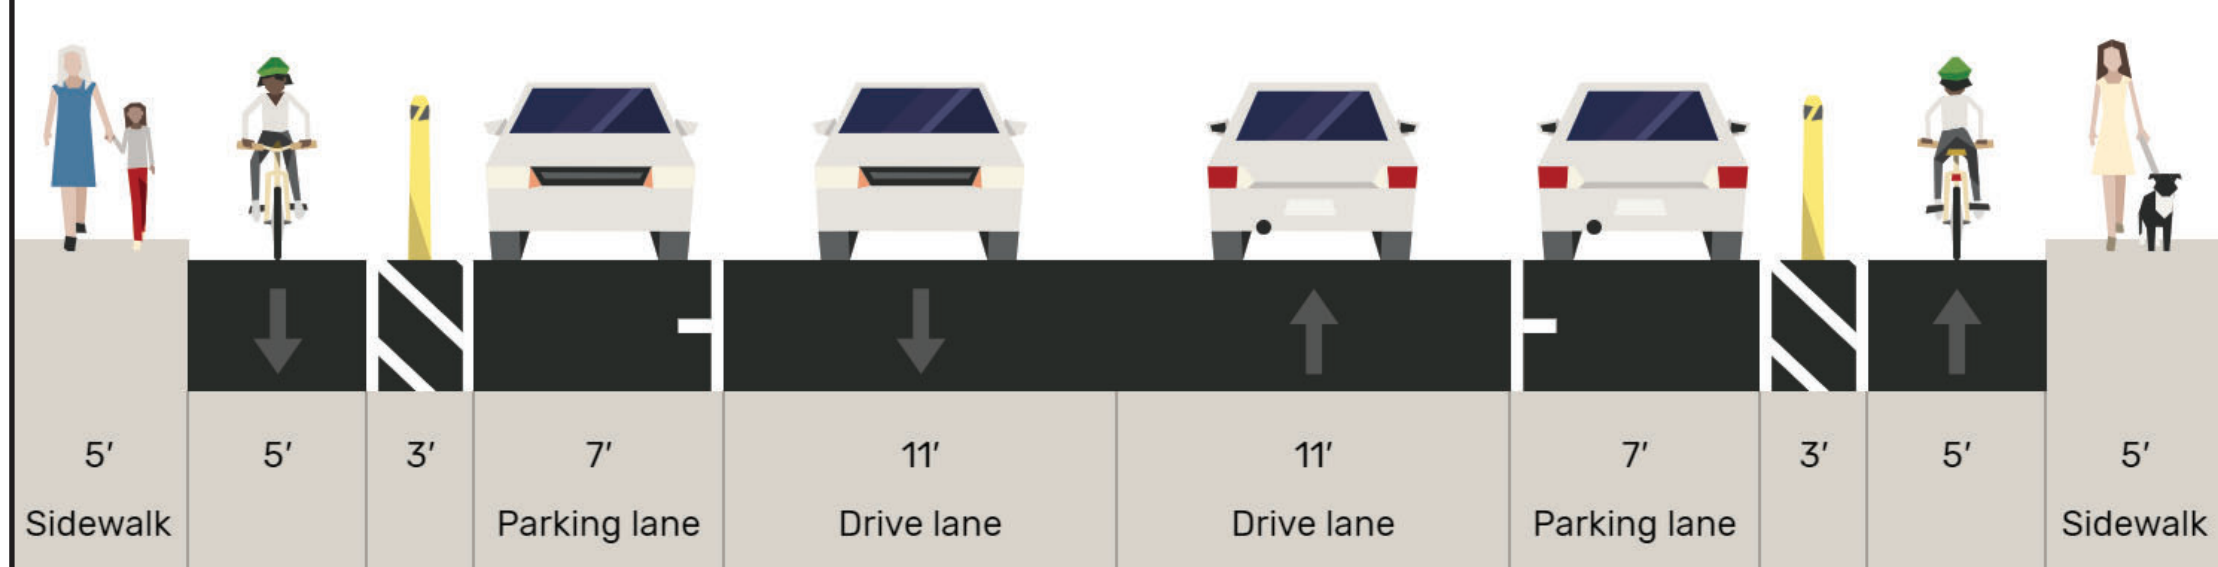 5′ 5′ 3′ 7′ 11′ 11′ 7′ 3′ 5′ 5′
Sidewalk Parking lane Drive lane Drive lane Parking lane Sidewalk